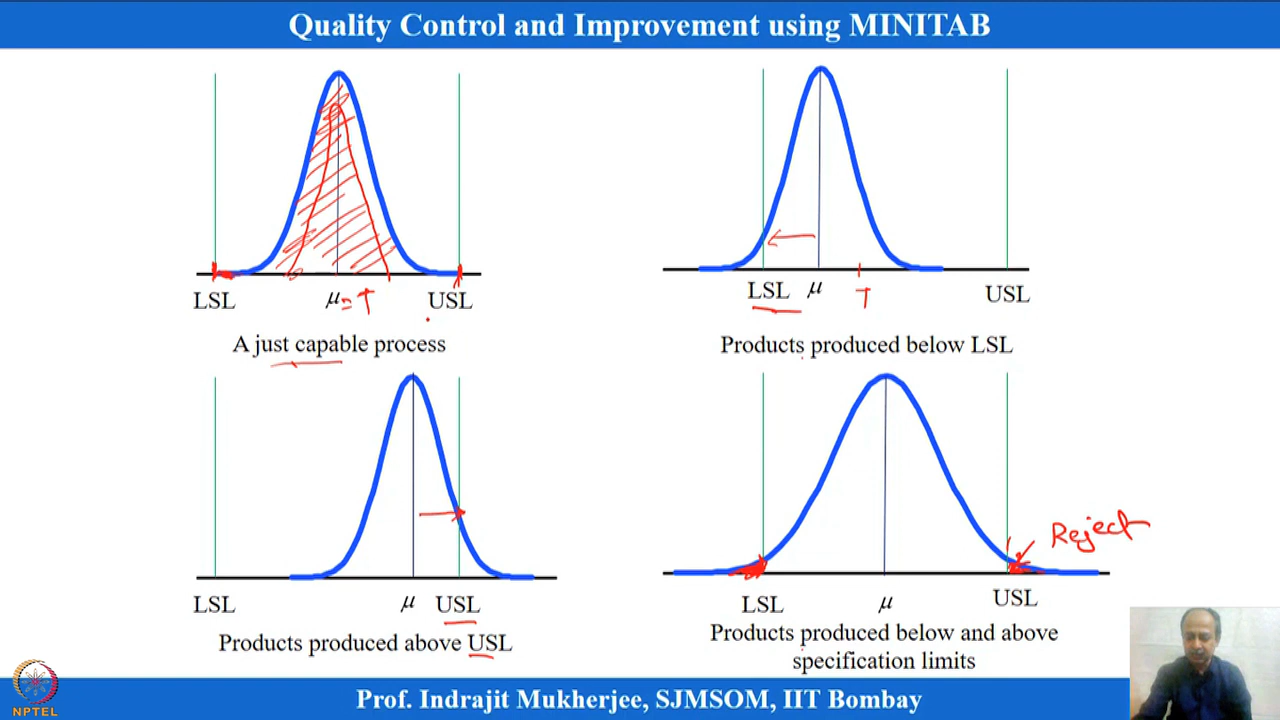 Quality Control and Improvement using MINITAB
LSL μ = T USL
A just capable process
LSL μ T USL
Products produced below LSL
LSL μ USL
Products produced above USL
Reject
LSL μ USL
Products produced below and above
specification limits
NPTEL
Prof. Indrajit Mukherjee, SJMSOM, IIT Bombay